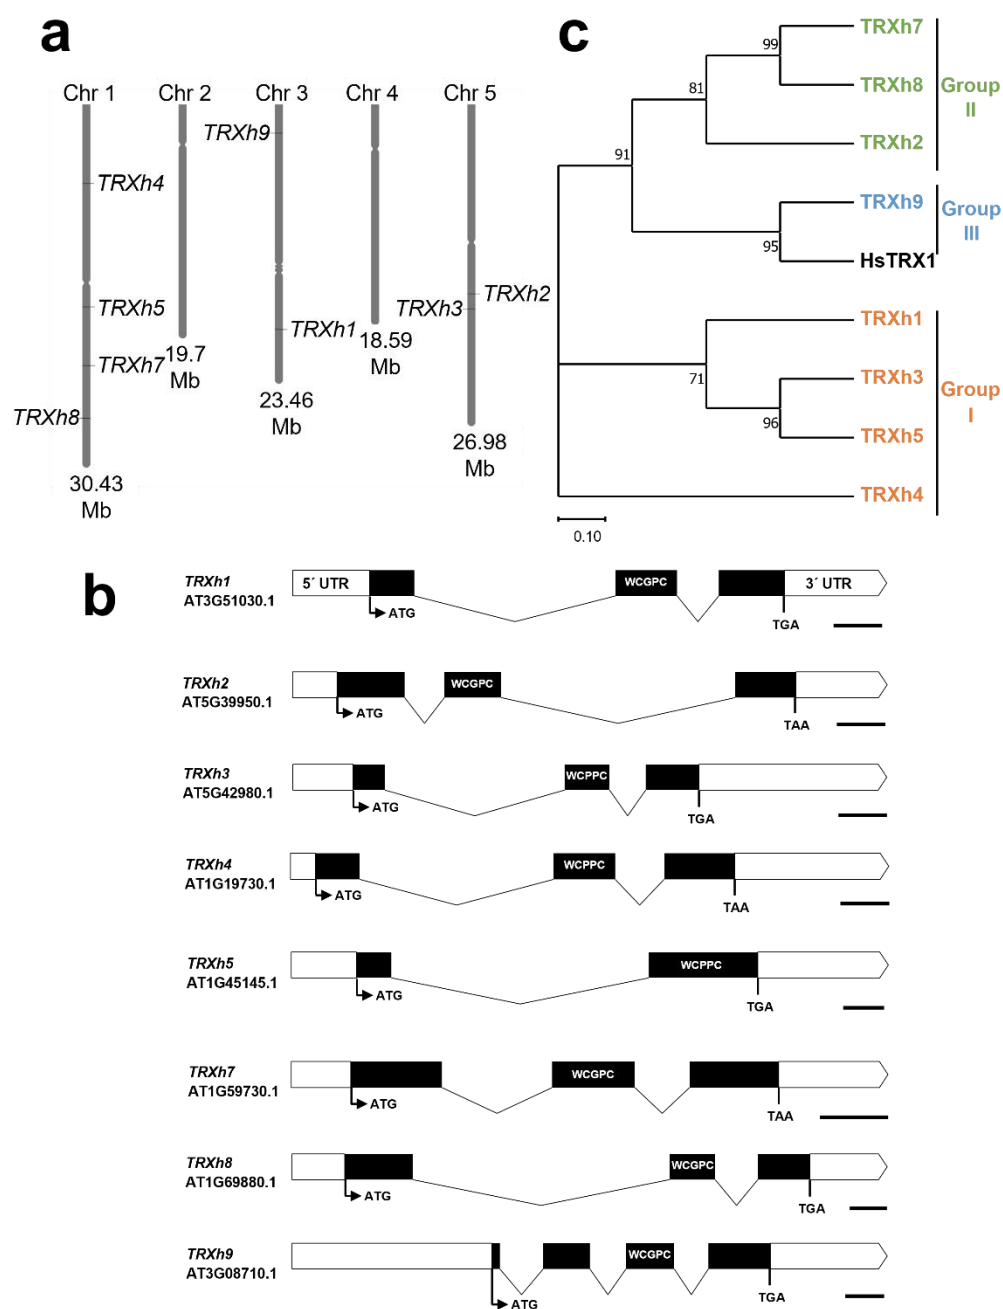 a
Chr 1 Chr 2 Chr 3 Chr 4 Chr 5
TRXh9
TRXh4
TRXh2
TRXh5 TRXh3
TRXh1
TRXh7 19.7 18.59
Mb Mb
TRXh8 23.46
Mb 26.98
Mb
30.43
Mb
c
TRXh7
99
TRXh8 Group
II
81
TRXh2
91
TRXh9 Group
III
95
HsTRX1
TRXh1
71
TRXh3 Group
I
96
TRXh5
TRXh4
0.10
b
TRXh1
AT3G51030.1
5´ UTR WCGPC 3´ UTR
ATG TGA
TRXh2
AT5G39950.1
WCGPC
ATG TAA
TRXh3
AT5G42980.1
WCPPC
ATG TGA
TRXh4
AT1G19730.1
WCPPC
ATG TAA
TRXh5
AT1G45145.1
WCPPC
ATG TGA
TRXh7
AT1G59730.1
WCGPC
ATG TAA
TRXh8
AT1G69880.1
WCGPC
ATG TGA
TRXh9
AT3G08710.1
WCGPC
ATG TGA